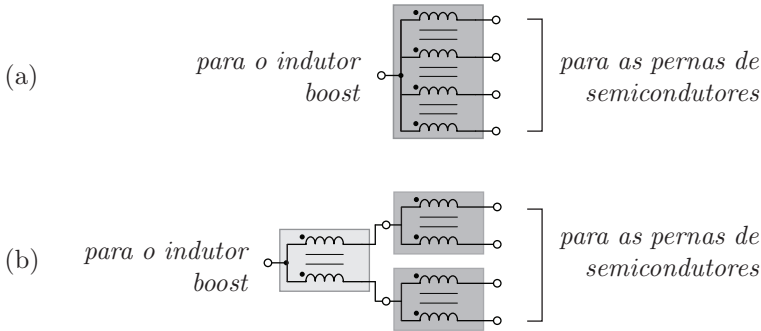 (a)
para o indutor
boost
para as pernas de
semicondutores
(b)
para o indutor
boost
para as pernas de
semicondutores